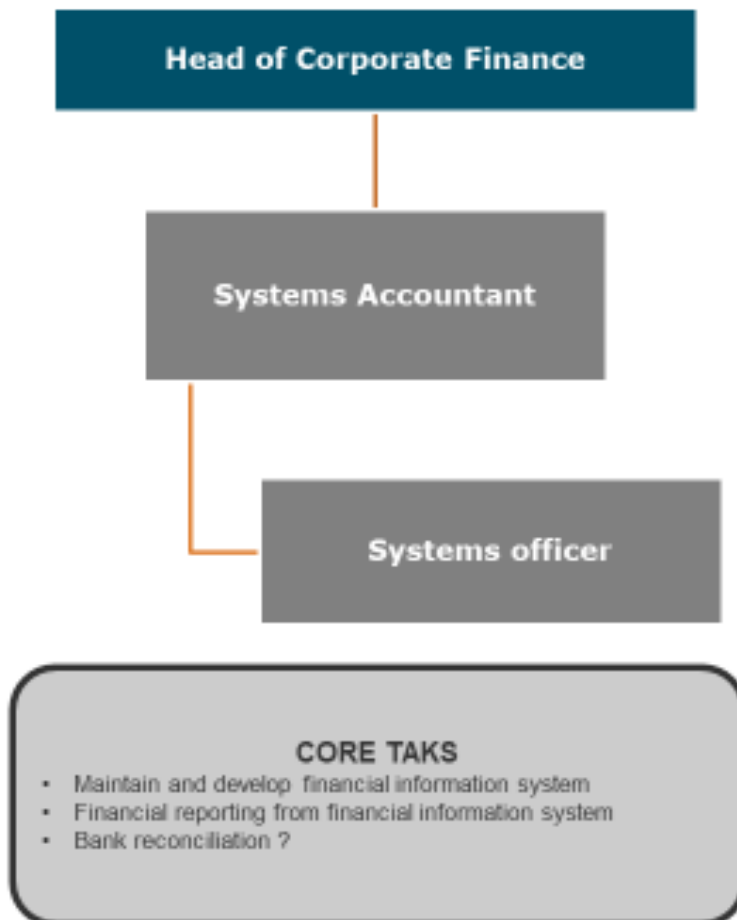 Head of Corporate Finance
Systems Accountant
Systems officer
CORE TAKS
• Maintain and develop financial information system
• Financial reporting from financial information system
• Bank reconciliation ?